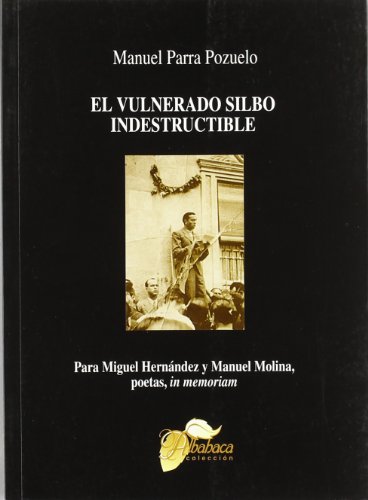 Manuel Parra Pozuelo
EL VULNERADO SILBO
INDESTRUCTIBLE
Para Miguel Hernández y Manuel Molina,
poetas, in memoriam
Albahaca
colección